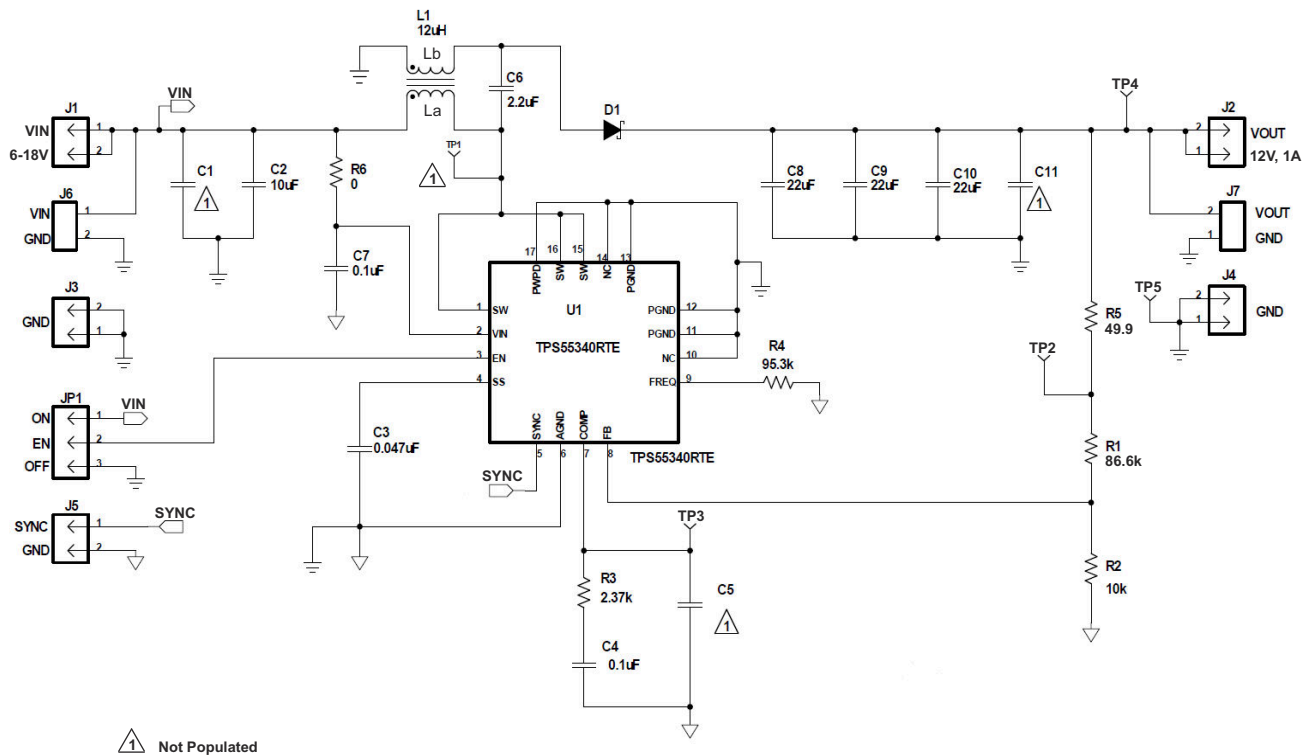 L1
12uH
Lb
La
C6
2.2uF
VIN
J1
VIN
1
6-18V
2
C1
1
C2
10uF
R6
0
TP1
1
D1
TP4
J2
2
VOUT
1
12V, 1A
C8
22uF
C9
22uF
C10
22uF
C11
1
J6
VIN
1
GND
2
J7
VOUT
2
GND
1
C7
0.1uF
17
16
15
14
13
PWPD
SW
SW
NC
PGND
U1
TPS55340RTE
1
SW
2
VIN
3
EN
4
SS
PGND
12
PGND
11
NC
10
FREQ
9
SYNC
AGND
COMP
FB
5
6
7
8
TPS55340RTE
J3
GND
2
1
TP5
J4
2
GND
1
R5
49.9
R4
95.3k
TP2
JP1
ON
1
VIN
EN
2
OFF
3
C3
0.047uF
R1
86.6k
SYNC
J5
SYNC
1
SYNC
GND
2
TP3
R2
10k
R3
2.37k
C5
1
C4
0.1uF
1
Not Populated